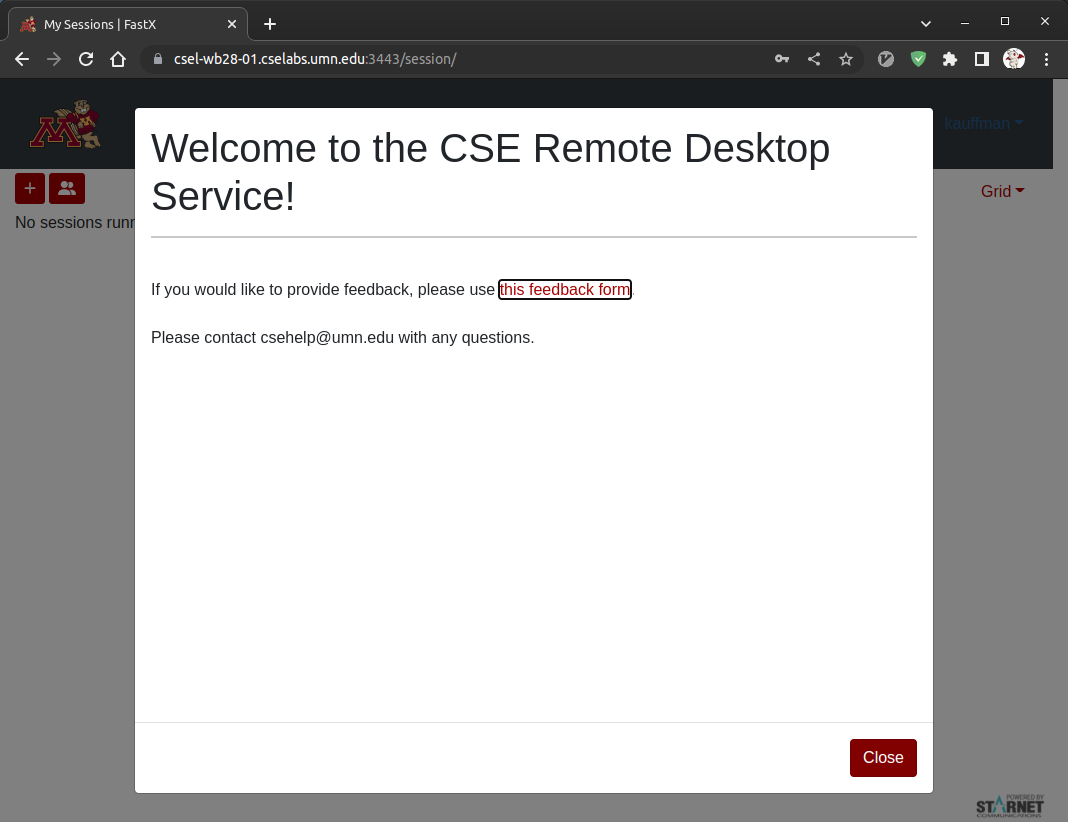 My Sessions | FastX
csel-wb28-01.cselabs.umn.edu:3443/session/
M
kauffman
Grid
No sessions runn
Welcome to the CSE Remote Desktop
Service!
If you would like to provide feedback, please use this feedback form.
Please contact csehelp@umn.edu with any questions.
Close
POWERED BY
STARNET
COMMUNICATIONS